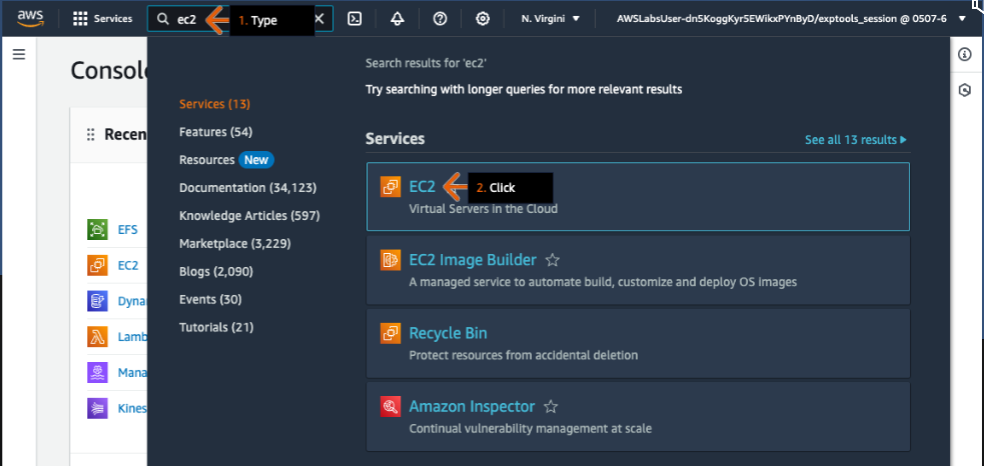 aws
Services
ec2
1. Type
N. Virgini
AWSLabsUser-dn5KoggKyr5EWikxPYnByD/exptools_session @ 0507-6
Consol
Recen
EFS
EC2
Dyna
Lamb
Mana
Kines
Services (13)
Features (54)
Resources New
Documentation (34,123)
Knowledge Articles (597)
Marketplace (3,229)
Blogs (2,090)
Events (30)
Tutorials (21)
Search results for 'ec2'
Try searching with longer queries for more relevant results
Services
See all 13 results
EC2
2. Click
Virtual Servers in the Cloud
EC2 Image Builder
A managed service to automate build, customize and deploy OS images
Recycle Bin
Protect resources from accidental deletion
Amazon Inspector
Continual vulnerability management at scale